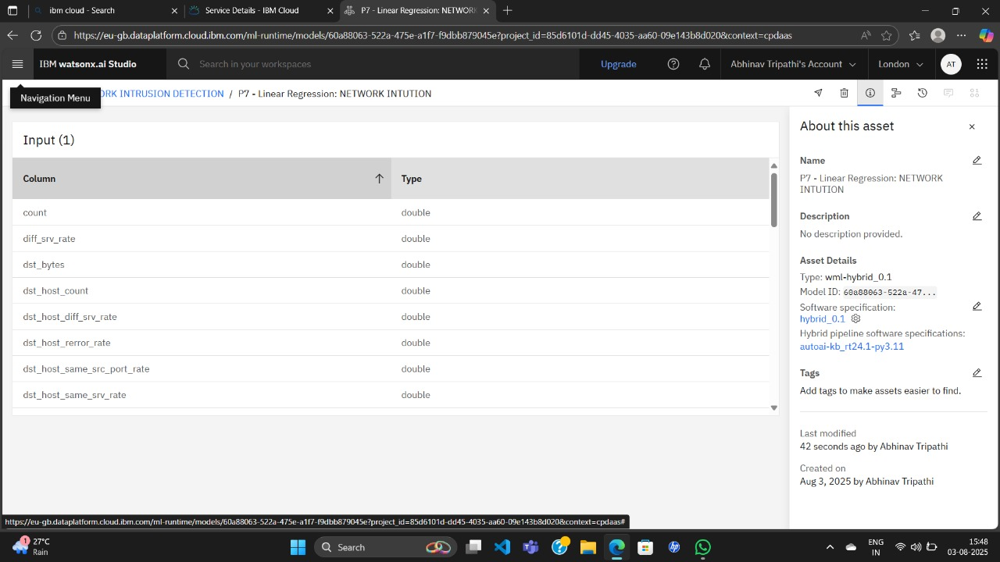 ibm cloud - Search
Service Details - IBM Cloud
P7 - Linear Regression: NETWORK
https://eu-gb.dataplatform.cloud.ibm.com/ml-runtime/models/60a88063-522a-475e-a1f7-f9dbb879045e?project_id=85d6101d-dd45-4035-aa60-09e143b8d020&context=cpdaas
IBM watsonx.ai Studio
Search in your workspaces
Upgrade
Abhinav Tripathi's Account
London
AT
Navigation Menu
ORK INTRUSION DETECTION / P7 - Linear Regression: NETWORK INTUTION
Input (1)
Column Type
count double
diff_srv_rate double
dst_bytes double
dst_host_count double
dst_host_diff_srv_rate double
dst_host_rerror_rate double
dst_host_same_src_port_rate double
dst_host_same_srv_rate double
About this asset
Name
P7 - Linear Regression: NETWORK
INTUTION
Description
No description provided.
Asset Details
Type: wml-hybrid_0.1
Model ID: 60a88063-522a-47...
Software specification:
hybrid_0.1
Hybrid pipeline software specifications:
autoai-kb_rt24.1-py3.11
Tags
Add tags to make assets easier to find.
Last modified
42 seconds ago by Abhinav Tripathi
Created on
Aug 3, 2025 by Abhinav Tripathi
https://eu-gb.dataplatform.cloud.ibm.com/ml-runtime/models/60a88063-522a-475e-a1f7-f9dbb879045e?project_id=85d6101d-dd45-4035-aa60-09e143b8d020&context=cpdaas#
1
27°C
Rain
Search
ENG
IN
15:48
03-08-2025